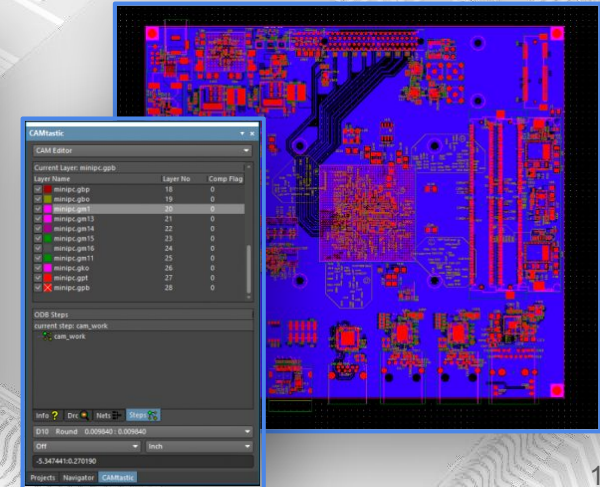 CAMtastic
CAM Editor
Current Layer: minipc.gpb
Layer Name Layer No Comp Flag
minipc.gbp 18 0
minipc.gbo 19 0
minipc.gm1 20 0
minipc.gm13 21 0
minipc.gm14 22 0
minipc.gm15 23 0
minipc.gm16 24 0
minipc.gm11 25 0
minipc.gko 26 0
minipc.gpt 27 0
minipc.gpb 28 0
ODB Steps
current step: cam_work
cam_work
Info Drc Nets Steps
D10 Round 0.009840 : 0.009840
Off Inch
-5.347441:0.270190
Projects Navigator CAMtastic
1